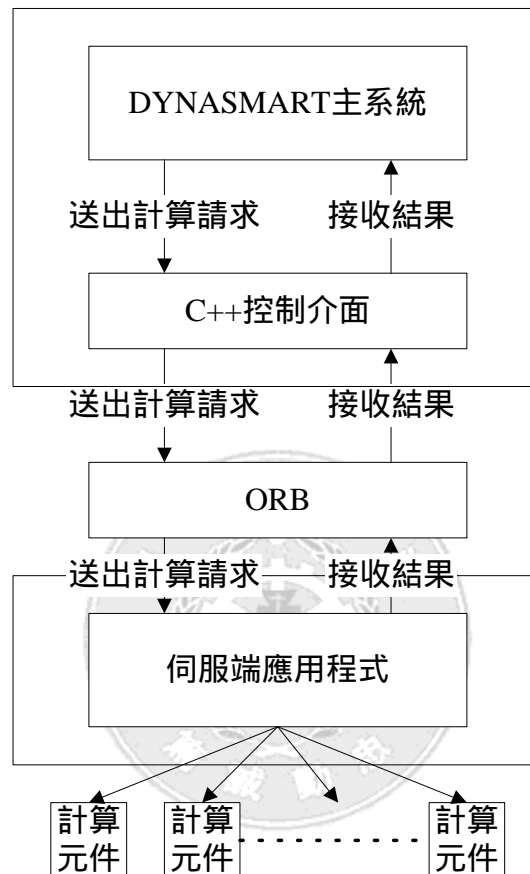 DYNASMART主系統
送出計算請求 接收結果
C++控制介面
送出計算請求 接收結果
ORB
送出計算請求 接收結果
伺服端應用程式
計算 計算 計算
元件 元件 元件